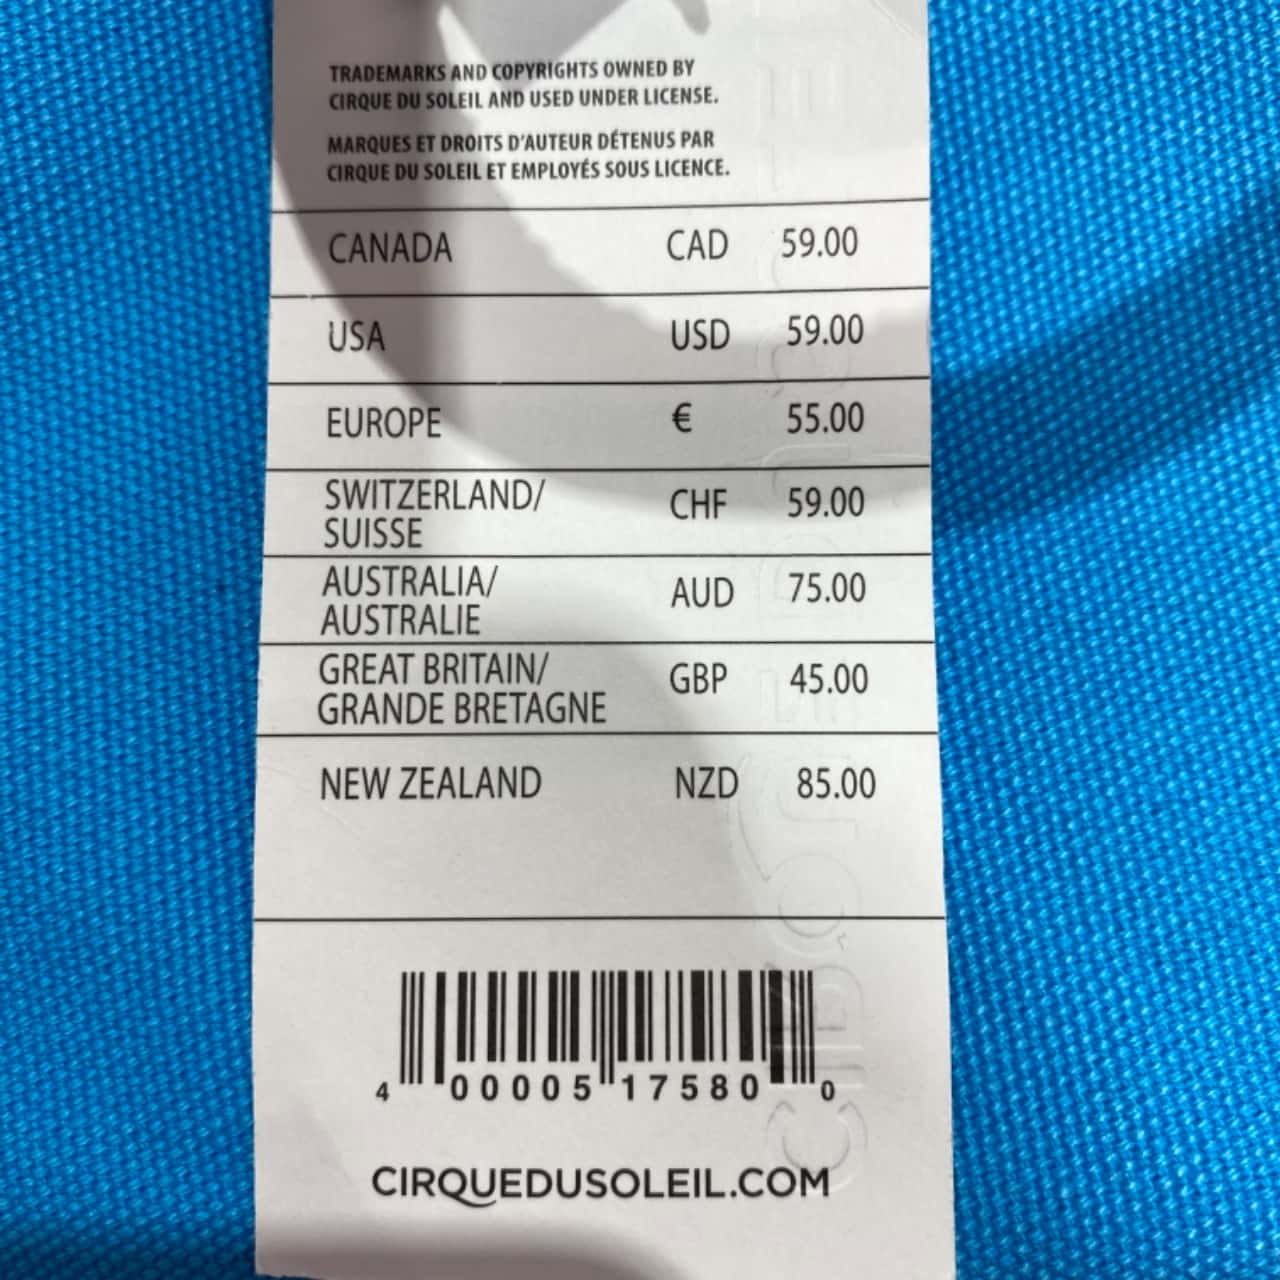 TRADEMARKS AND COPYRIGHTS OWNED BY
CIRQUE DU SOLEIL AND USED UNDER LICENSE.
MARQUES ET DROITS D'AUTEUR DÉTENUS PAR
CIRQUE DU SOLEIL ET EMPLOYÉS SOUS LICENCE.
CANADA CAD 59.00
USA USD 59.00
EUROPE € 55.00
SWITZERLAND/
SUISSE CHF 59.00
AUSTRALIA/
AUSTRALIE AUD 75.00
GREAT BRITAIN/
GRANDE BRETAGNE GBP 45.00
NEW ZEALAND NZD 85.00
4 00005 17580 0
CIRQUEDUSOLEIL.COM